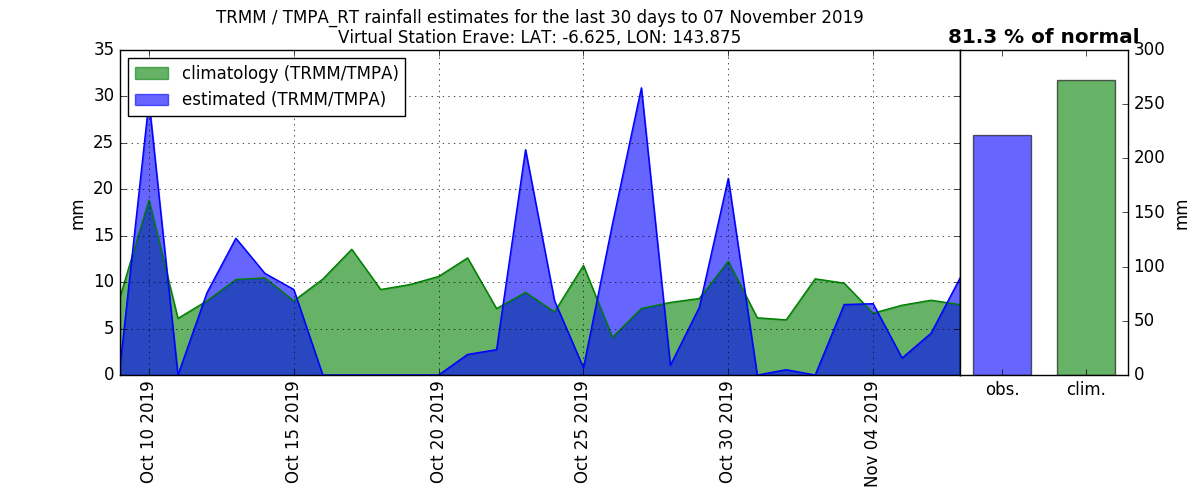 TRMM / TMPA_RT rainfall estimates for the last 30 days to 07 November 2019
Virtual Station Erave: LAT: -6.625, LON: 143.875
81.3 % of normal
climatology (TRMM/TMPA)
estimated (TRMM/TMPA)
35
30
25
20
15
10
5
0
mm
Oct 10 2019
Oct 15 2019
Oct 20 2019
Oct 25 2019
Oct 30 2019
Nov 04 2019
300
250
200
150
100
50
0
mm
obs.
clim.